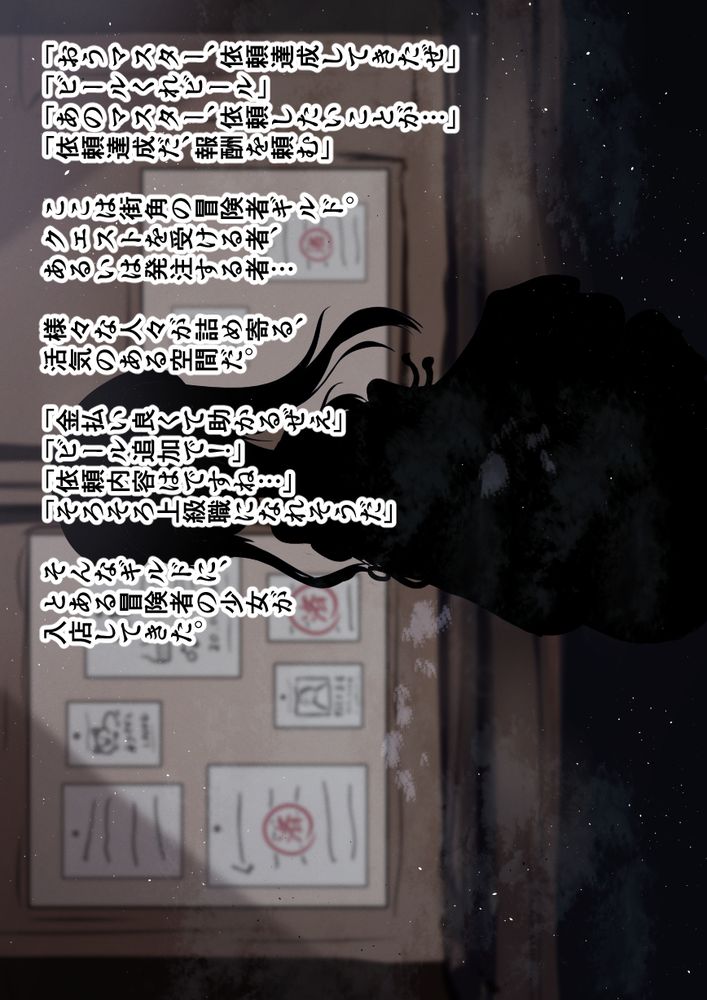 「おうマスター、依頼達成してきたぜ」
「ビールくれビール」
「あのマスター、依頼したいことが…」
「依頼達成だ、報酬を頼む」
ここは街角の冒険者ギルド。
クエストを受ける者、
あるいは発注する者…
様々な人々が詰め寄る、
活気のある空間だ。
「金払い良くて助かるぜえ」
「ビール追加で！」
「依頼内容はですね…」
「そろそろ上級職になれそうだ」
そんなギルドに、
とある冒険者の少女が
入店してきた。
済
済
済